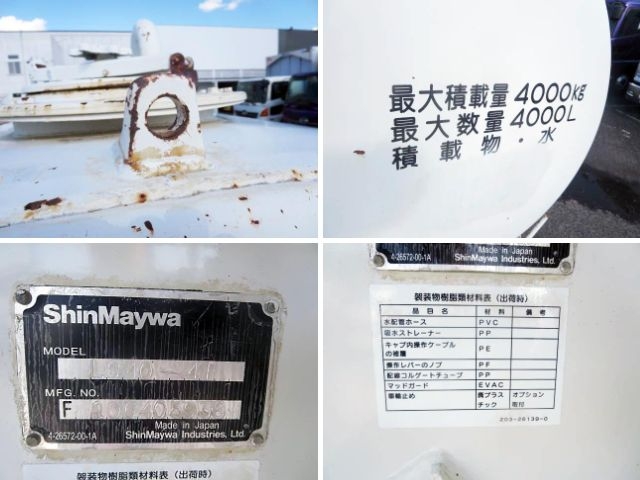 最大積載量 4000kg
最大数量 4000L
積載物・水
ShinMaywa
MODEL
MFG. NO.
F
Made in Japan
4-26572-00-1A ShinMaywa Industries, Ltd.
架装物樹脂類材料表(出荷時)
Made in Japan
4-26572-00-1A ShinMaywa Industries, Ltd.
架装物樹脂類材料表(出荷時)
品目名 材料 備考
水配管ホース PVC
吸水ストレーナー PP
キャブ内操作ケーブルの被覆 PE
操作レバーのノブ PF
配線コルゲートチューブ PP
マッドガード EVAC
車輪止め 廃プラスチック オプション取付
203-26139-0